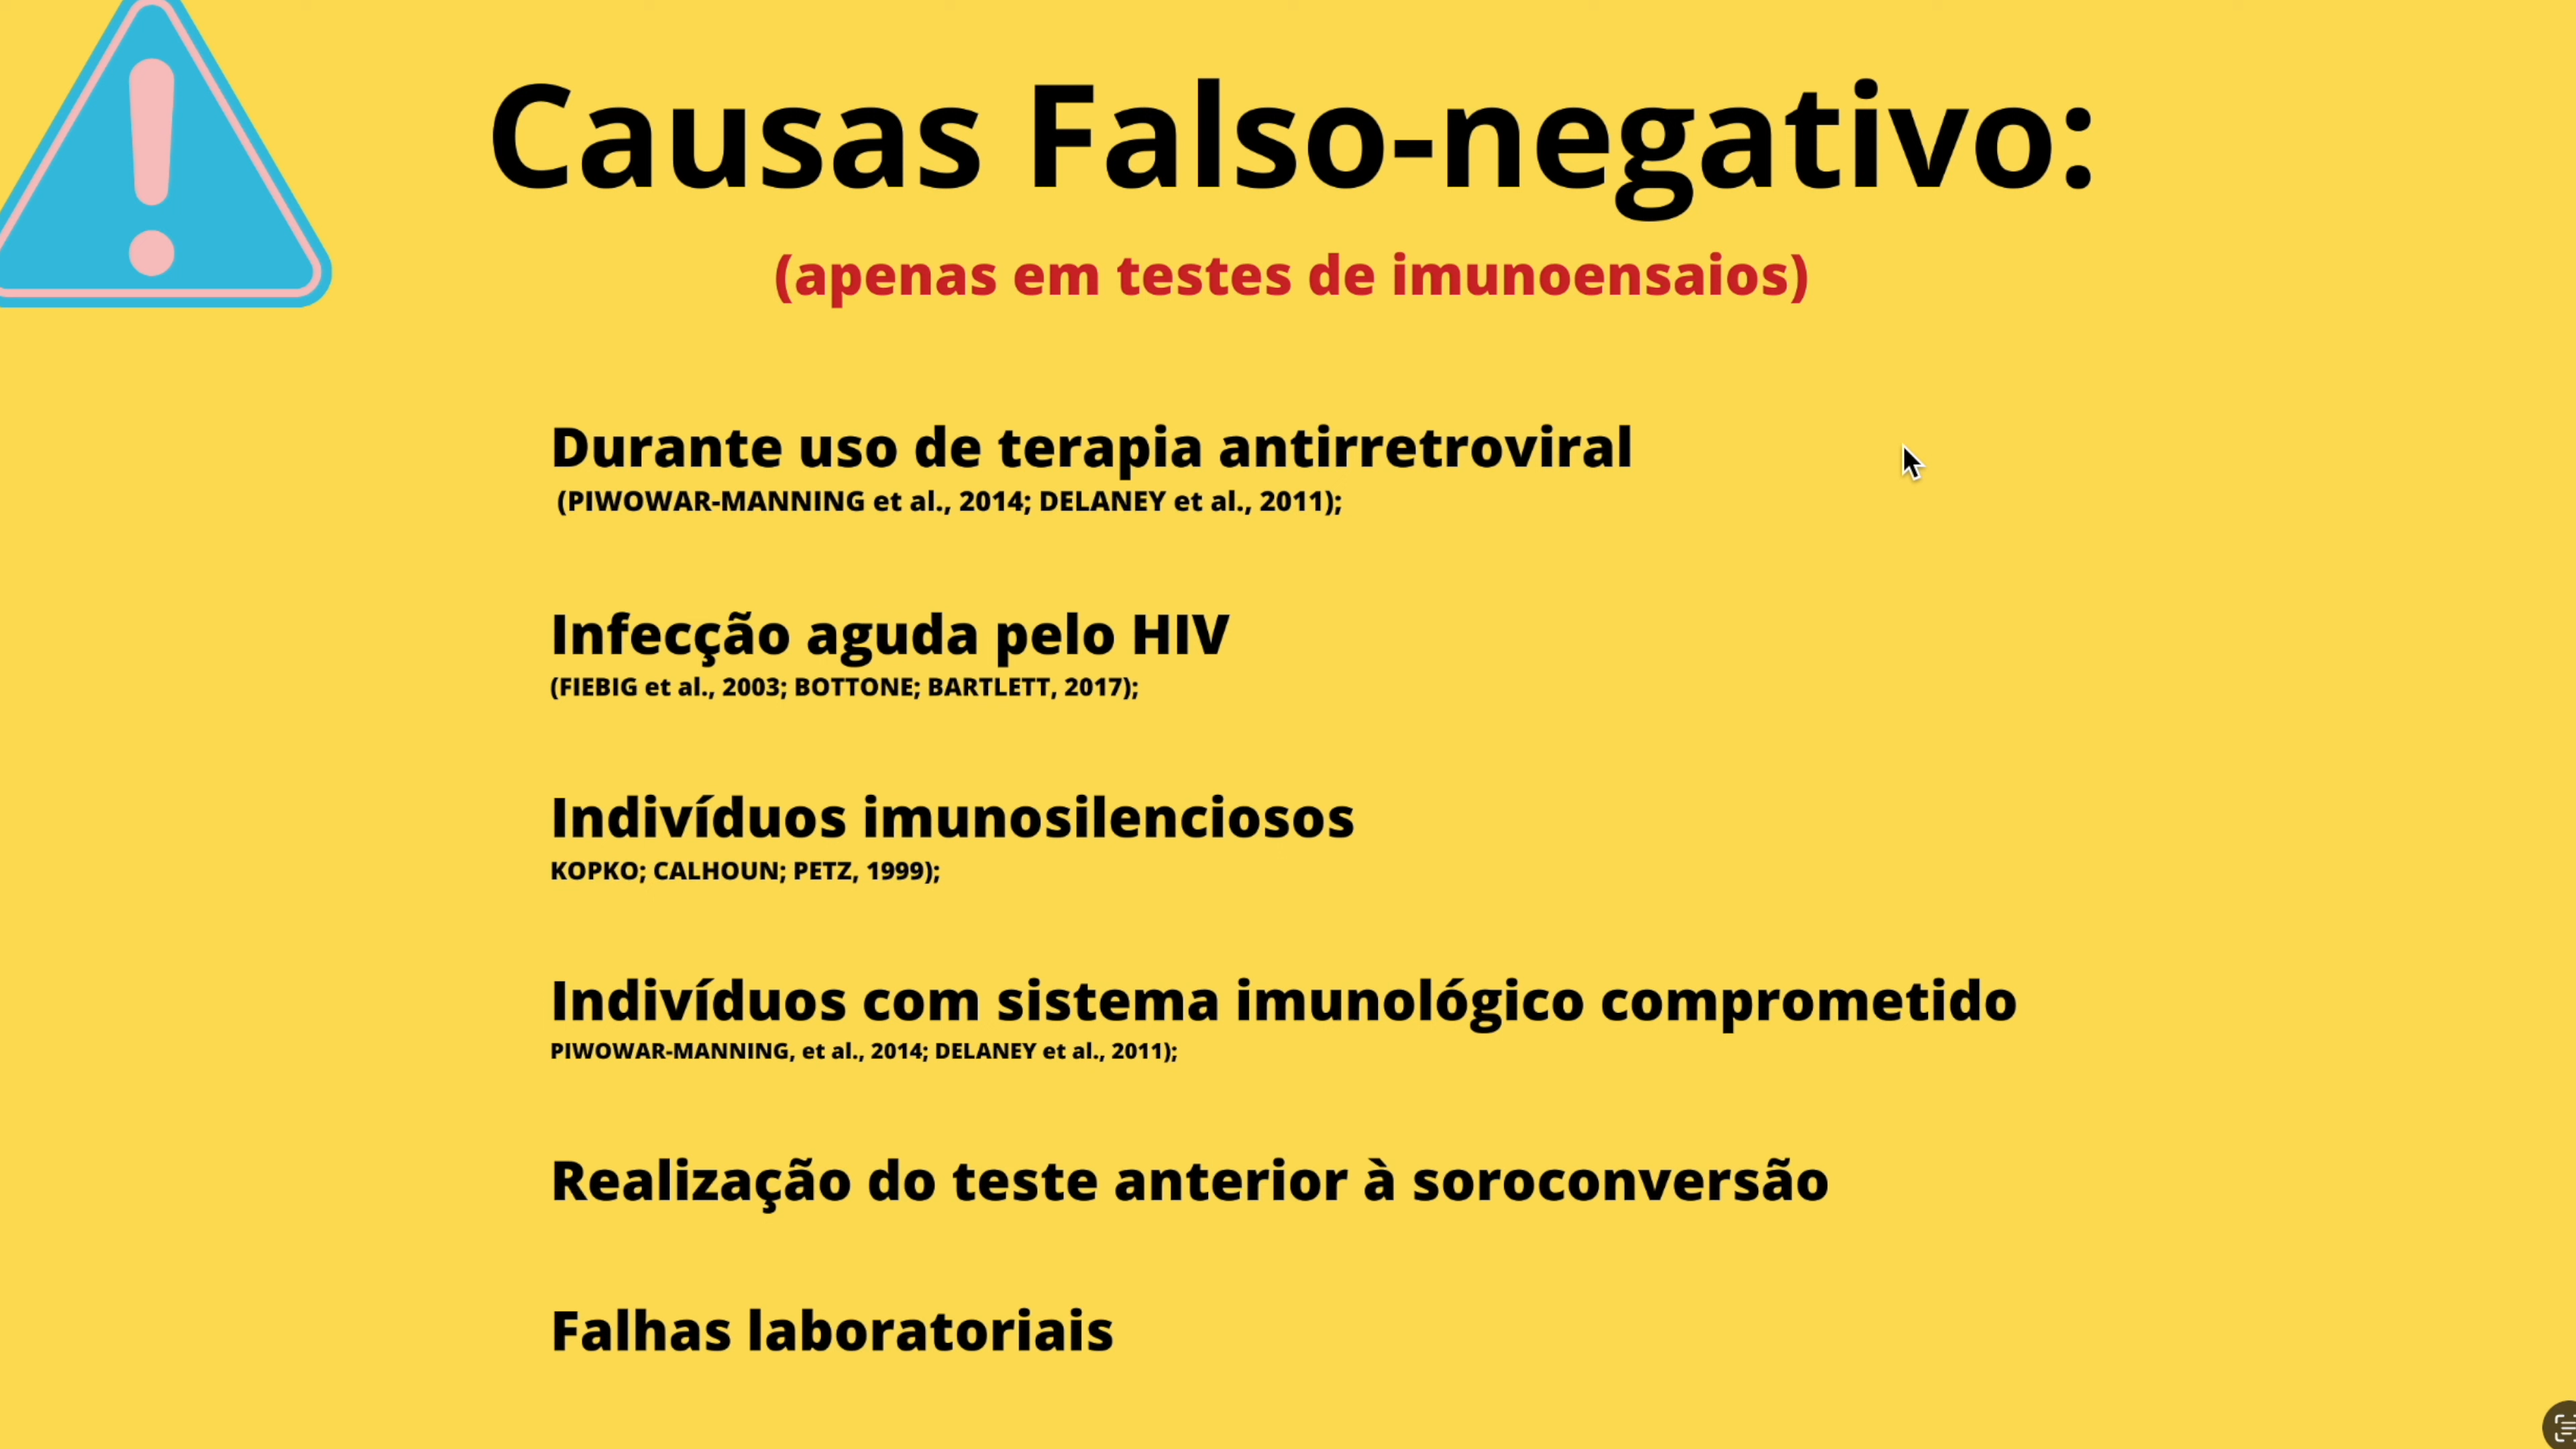 Causas Falso-negativo:
(apenas em testes de imunoensaios)
Durante uso de terapia antirretroviral
(PIWOWAR-MANNING et al., 2014; DELANEY et al., 2011);
Infecção aguda pelo HIV
(FIEBIG et al., 2003; BOTTONE; BARTLETT, 2017);
Indivíduos imunosilenciosos
KOPKO; CALHOUN; PETZ, 1999);
Indivíduos com sistema imunológico comprometido
PIWOWAR-MANNING, et al., 2014; DELANEY et al., 2011);
Realização do teste anterior à soroconversão
Falhas laboratoriais